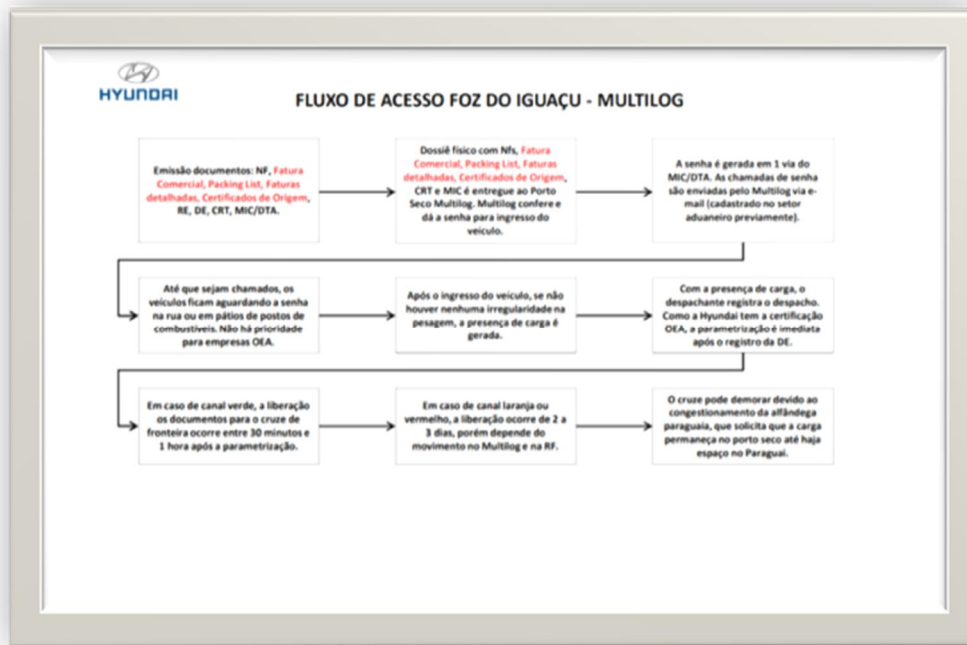 HYUNDAI
FLUXO DE ACESSO FOZ DO IGUAÇU - MULTILOG
Emissão documentos: NF, Fatura
Comercial, Packing List, Faturas
detalhadas, Certificados de Origem,
RE, DE, CRT, MIC/DTA.
Dossiê físico com Nfs, Fatura
Comercial, Packing List, Faturas
detalhadas, Certificados de Origem,
CRT e MIC é entregue ao Porto
Seco Multilog. Multilog confere e
dá a senha para ingresso do
veículo.
A senha é gerada em 1 via do
MIC/DTA. As chamadas de senha
são enviadas pelo Multilog via e-
mail (cadastrado no setor
aduaneiro previamente).
Até que sejam chamados, os
veículos ficam aguardando a senha
na rua ou em pátios de postos de
combustíveis. Não há prioridade
para empresas OEA.
Após o ingresso do veículo, se não
houver nenhuma irregularidade na
pesagem, a presença de carga é
gerada.
Com a presença de carga, o
despachante registra o despacho.
Como a Hyundai tem a certificação
OEA, a parametrização é imediata
após o registro da DE.
Em caso de canal verde, a liberação
os documentos para o cruze de
fronteira ocorre entre 30 minutos e
1 hora após a parametrização.
Em caso de canal laranja ou
vermelho, a liberação ocorre de 2 a
3 dias, porém depende do
movimento no Multilog e na RF.
O cruze pode demorar devido ao
congestionamento da alfândega
paraguaia, que solicita que a carga
permaneça no porto seco até haja
espaço no Paraguai.